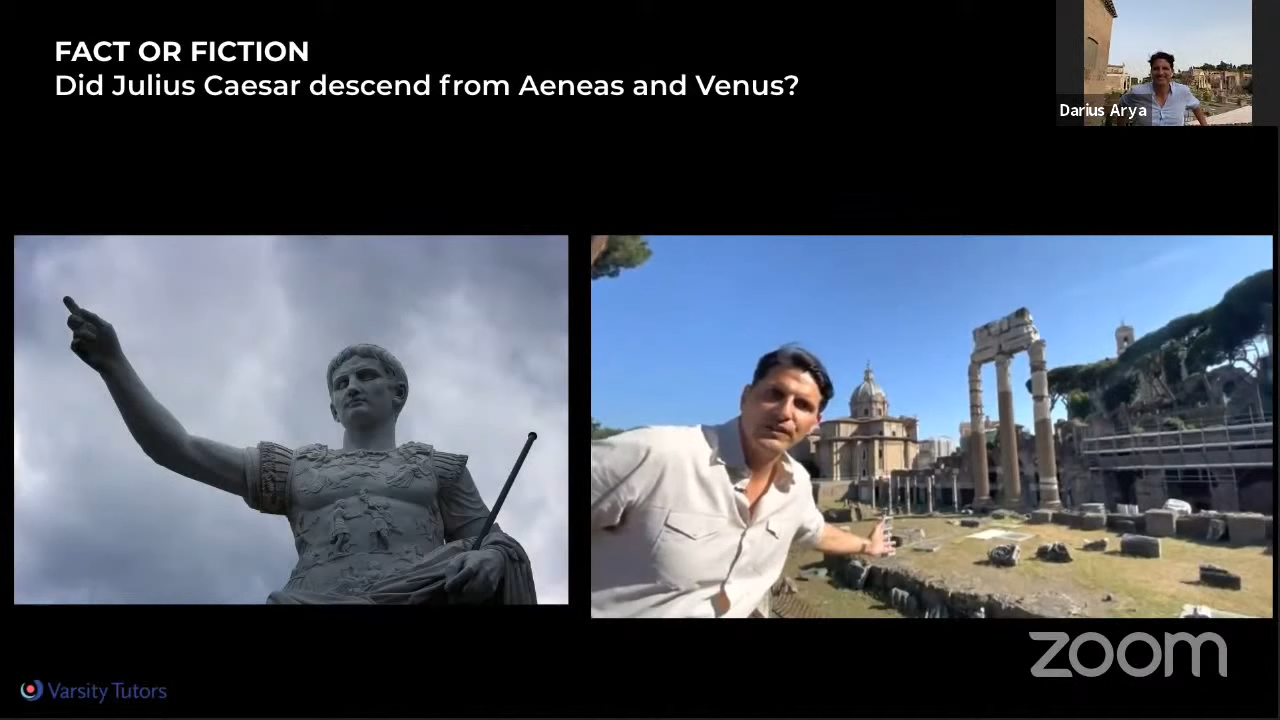 FACT OR FICTION
Did Julius Caesar descend from Aeneas and Venus?
Darius Arya
zoom
Varsity Tutors